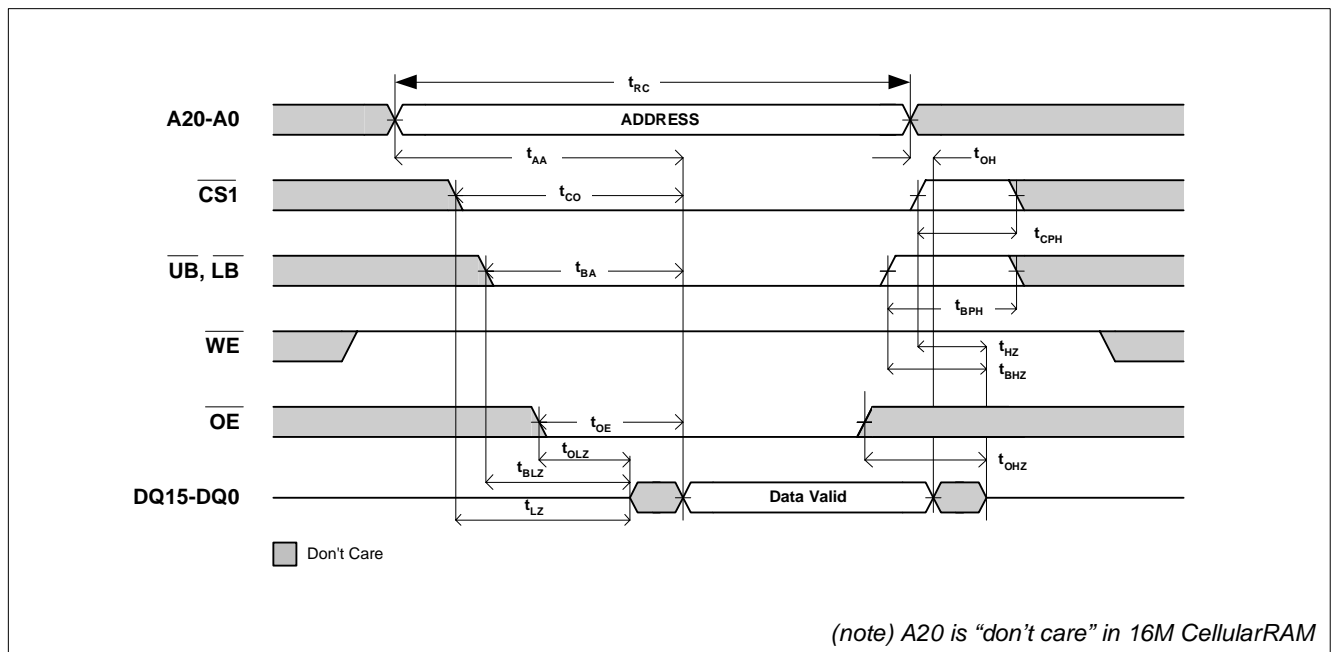 tRC
A20-A0
ADDRESS
tAA
tOH
CS1
tCO
tCPH
UB, LB
tBA
tBPH
WE
tHZ
tBHZ
OE
tOE
tOLZ
tOHZ
tBLZ
DQ15-DQ0
Data Valid
tLZ
Don't Care
(note) A20 is “don’t care” in 16M CellularRAM